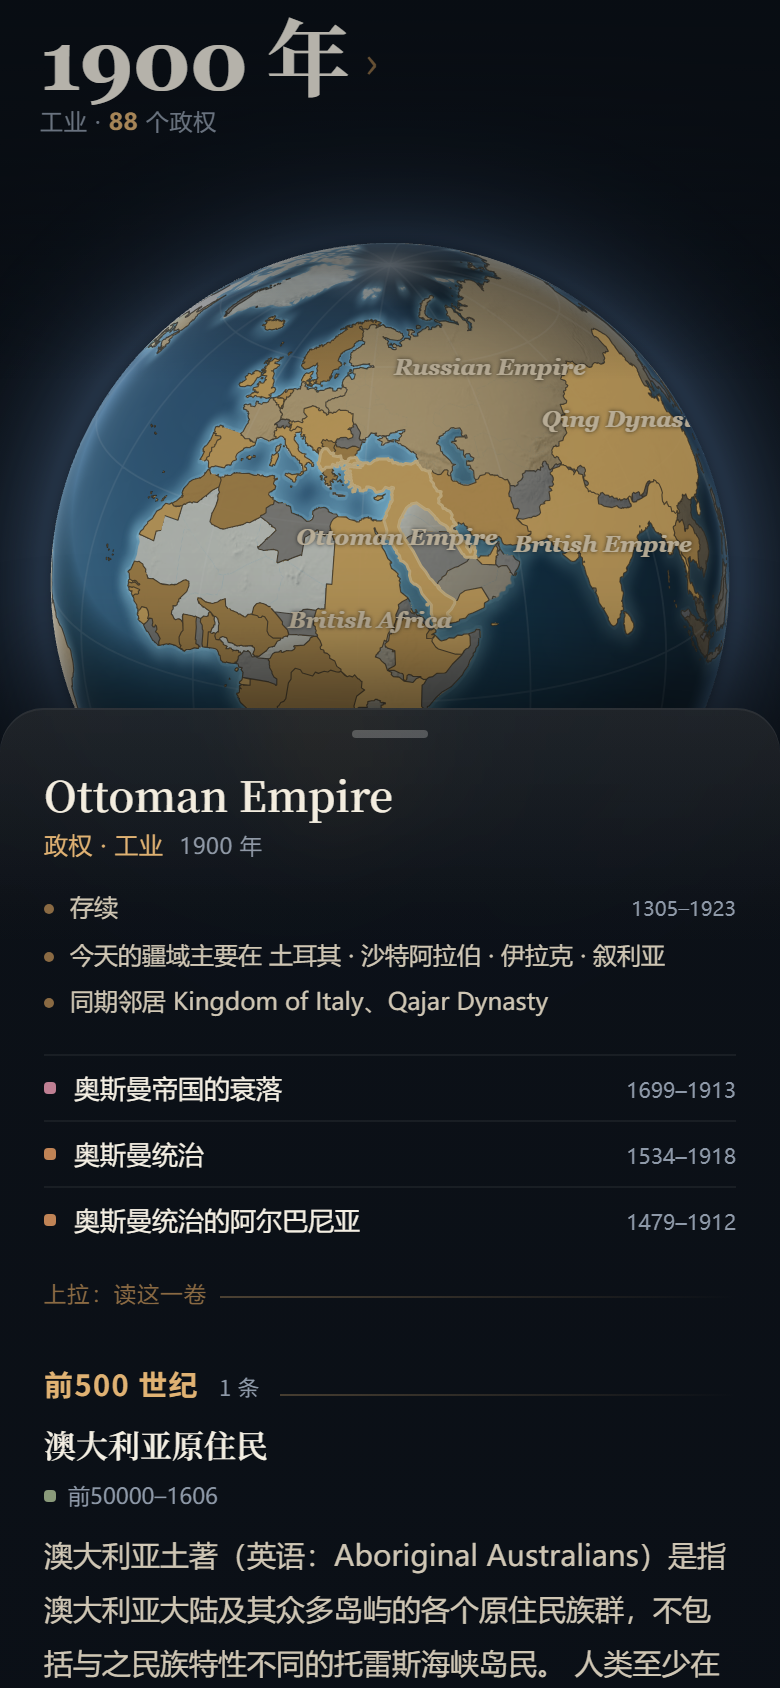 1900 年 ›
工业 · 88 个政权
Russian Empire
Qing Dynas
Ottoman Empire
British Empire
British Africa
Ottoman Empire
政权 · 工业 1900 年
存续 1305–1923
今天的疆域主要在 土耳其 · 沙特阿拉伯 · 伊拉克 · 叙利亚
同期邻居 Kingdom of Italy、Qajar Dynasty
奥斯曼帝国的衰落 1699–1913
奥斯曼统治 1534–1918
奥斯曼统治的阿尔巴尼亚 1479–1912
上拉：读这一卷
前500 世纪 1 条
澳大利亚原住民
前50000–1606
澳大利亚土著（英语：Aboriginal Australians）是指
澳大利亚大陆及其众多岛屿的各个原住民族群，不包
括与之民族特性不同的托雷斯海峡岛民。 人类至少在